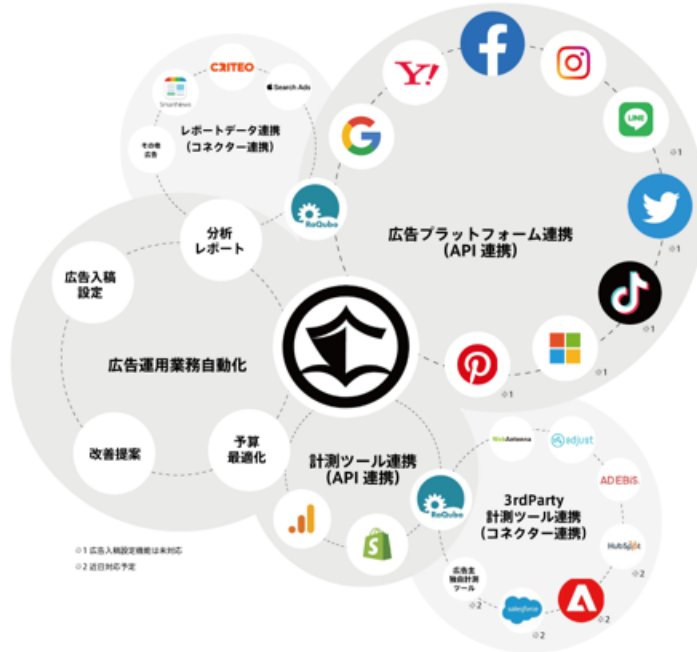 CRITEO
SmartNews
Search Ads
レポートデータ連携
(コネクター連携)
その他
広告
RoQubo
Y!
f
G
LINE
※1
※1
※1
※1
※1
広告プラットフォーム連携
(API 連携)
分析
レポート
広告入稿
設定
広告運用業務自動化
改善提案
予算
最適化
計測ツール連携
(API 連携)
S
RoQubo
WebAntenna
adjust
ADEBiS
HubSpot
※2
3rdParty
計測ツール連携
(コネクター連携)
広告主
独自計測
ツール
※2
salesforce
※2
※2
※1 広告入稿設定機能は未対応
※2 近日対応予定